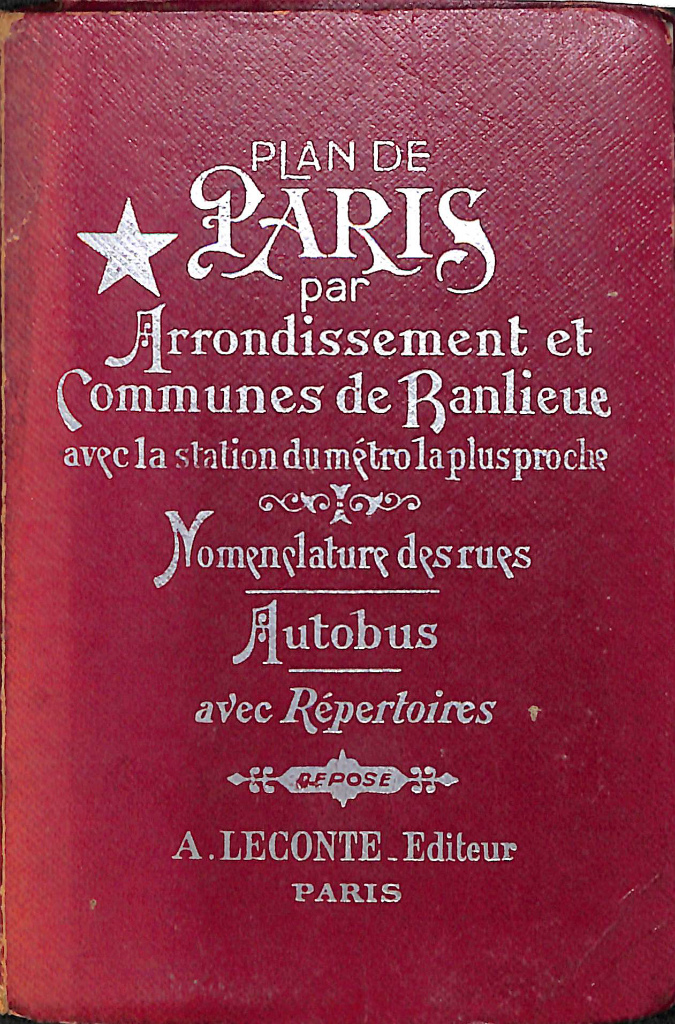 PLAN DE
PARIS
par
Arrondissement et
Communes de Banlieue
avec la station du métro la plus proche
Nomenclature des rues
Autobus
avec Répertoires
DEPOSE
A. LECONTE - Editeur
PARIS